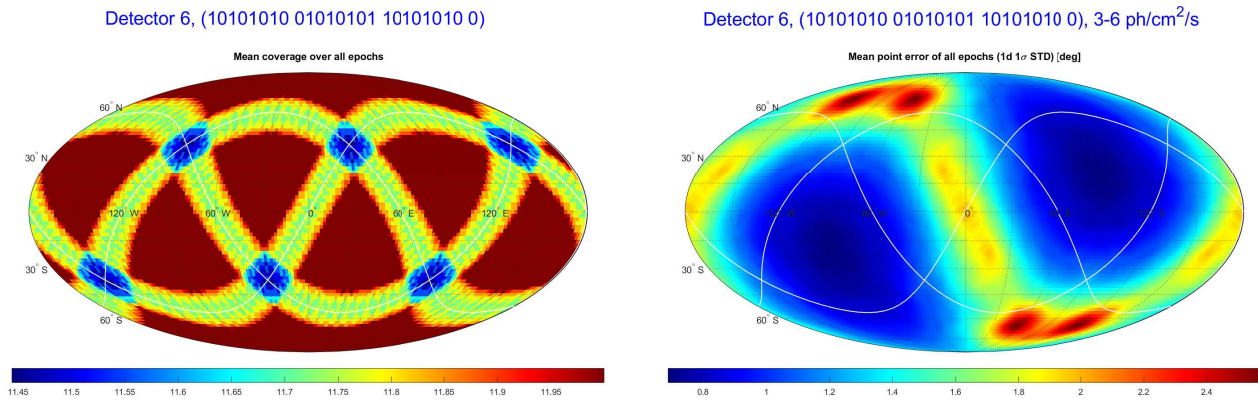 Detector 6, (10101010 01010101 10101010 0)
Mean coverage over all epochs
60° N
30° N
120 W 60 W 0 60 E 120 E
30° S
60° S
11.45 11.5 11.55 11.6 11.65 11.7 11.75 11.8 11.85 11.9 11.95
Detector 6, (10101010 01010101 10101010 0), 3-6 ph/cm²/s
Mean point error of all epochs (1d 1σ STD) [deg]
60° N
30° N
120 W 60 W 0° 60 E 120 E
30° S
60° S
0.8 1 1.2 1.4 1.6 1.8 2 2.2 2.4